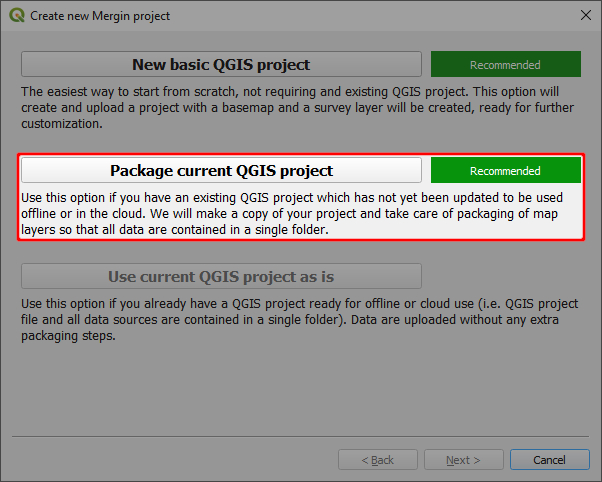 Create new Mergin project
New basic QGIS project
Recommended
The easiest way to start from scratch, not requiring and existing QGIS project. This option will
create and upload a project with a basemap and a survey layer will be created, ready for further
customization.
Package current QGIS project
Recommended
Use this option if you have an existing QGIS project which has not yet been updated to be used
offline or in the cloud. We will make a copy of your project and take care of packaging of map
layers so that all data are contained in a single folder.
Use current QGIS project as is
Use this option if you already have a QGIS project ready for offline or cloud use (i.e. QGIS project
file and all data sources are contained in a single folder). Data are uploaded without any extra
packaging steps.
< Back
Next >
Cancel